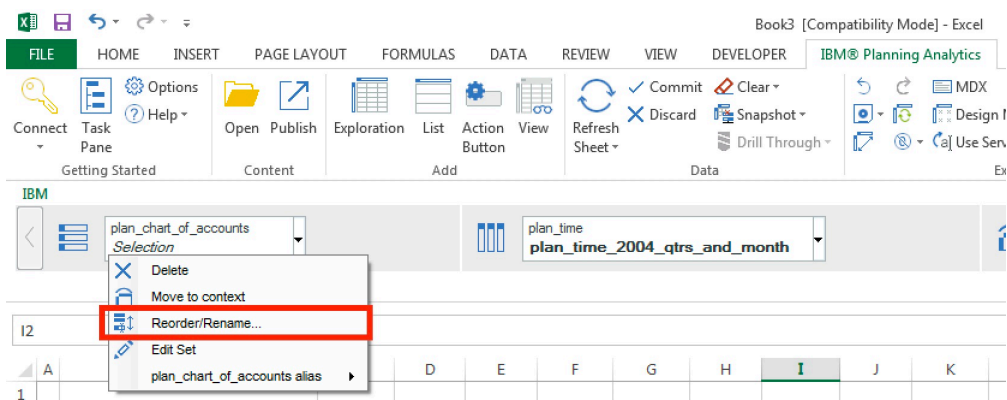 Book3 [Compatibility Mode] - Excel
FILE HOME INSERT PAGE LAYOUT FORMULAS DATA REVIEW VIEW DEVELOPER IBM® Planning Analytics
Connect
Task
Pane
Options
Help
Getting Started
Open
Publish
Content
Exploration
List
Action
Button
View
Add
Refresh
Sheet
Commit
Discard
Clear
Snapshot
Drill Through
Data
MDX
Design
Use
IBM
plan_chart_of_accounts
Selection
plan_time
plan_time_2004_qtrs_and_month
Delete
Move to context
Reorder/Rename...
Edit Set
plan_chart_of_accounts alias
I2
A D E F G H I J K
1